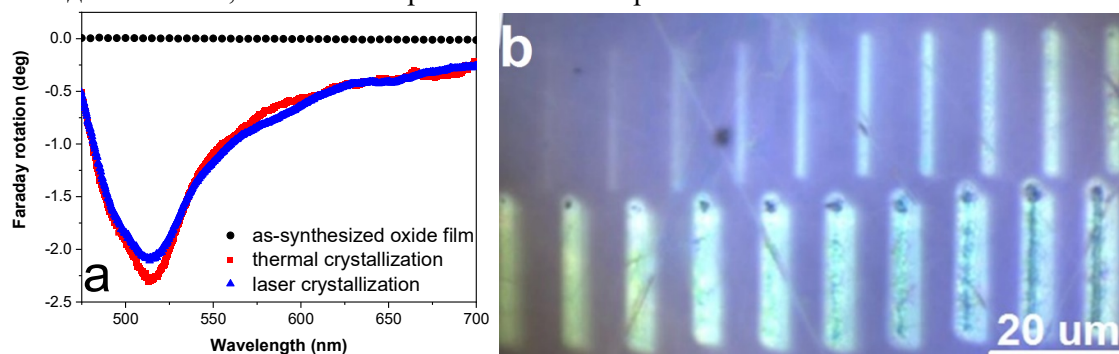 0.0
-0.5
-1.0
-1.5
-2.0
-2.5
Faraday rotation (deg)
as-synthesized oxide film
thermal crystallization
laser crystallization
a
500 550 600 650 700
Wavelength (nm)
b
20 um